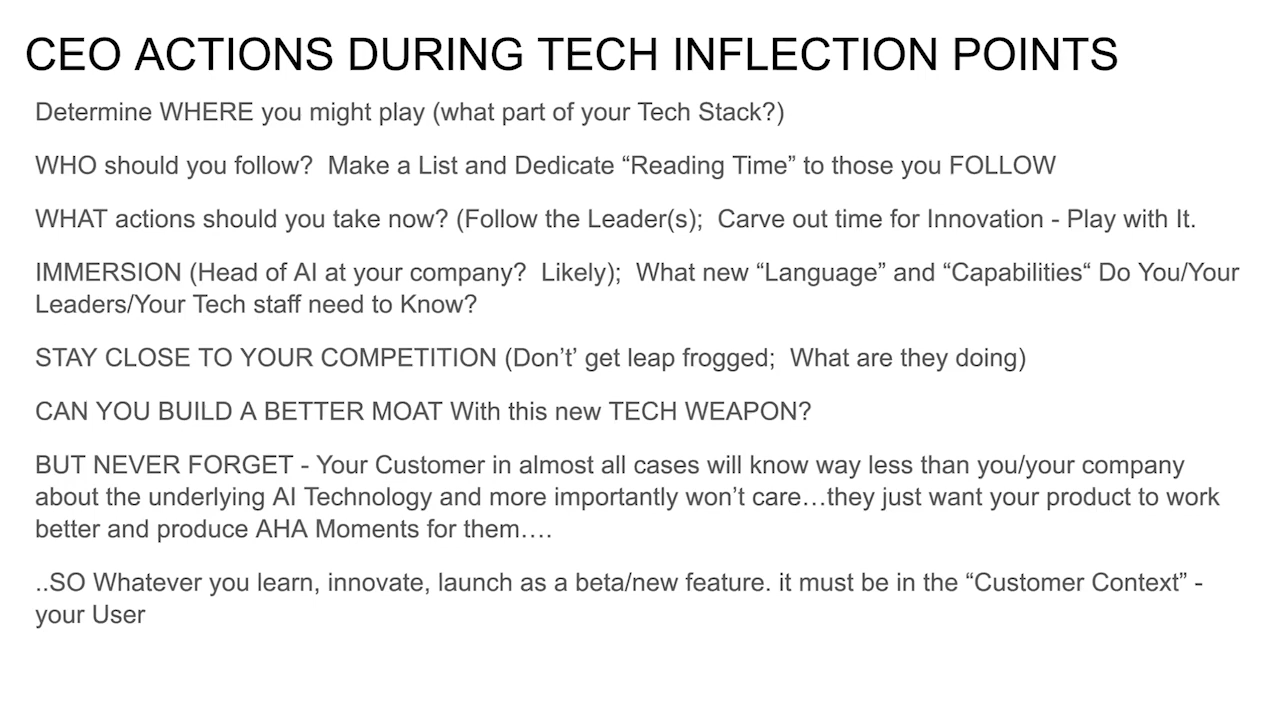 CEO ACTIONS DURING TECH INFLECTION POINTS
Determine WHERE you might play (what part of your Tech Stack?)
WHO should you follow?  Make a List and Dedicate “Reading Time” to those you FOLLOW
WHAT actions should you take now? (Follow the Leader(s);  Carve out time for Innovation - Play with It.
IMMERSION (Head of AI at your company?  Likely);  What new “Language” and “Capabilities“ Do You/Your
Leaders/Your Tech staff need to Know?
STAY CLOSE TO YOUR COMPETITION (Don’t’ get leap frogged;  What are they doing)
CAN YOU BUILD A BETTER MOAT With this new TECH WEAPON?
BUT NEVER FORGET - Your Customer in almost all cases will know way less than you/your company
about the underlying AI Technology and more importantly won’t care…they just want your product to work
better and produce AHA Moments for them….
..SO Whatever you learn, innovate, launch as a beta/new feature. it must be in the “Customer Context” -
your User